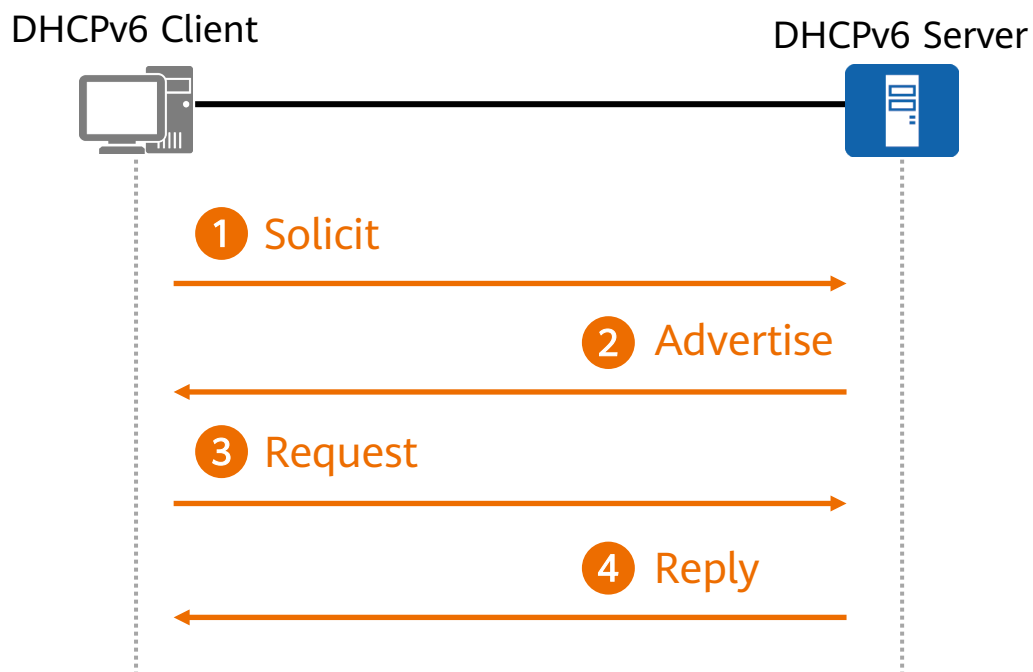 DHCPv6 Client
DHCPv6 Server
1 Solicit
2 Advertise
3 Request
4 Reply